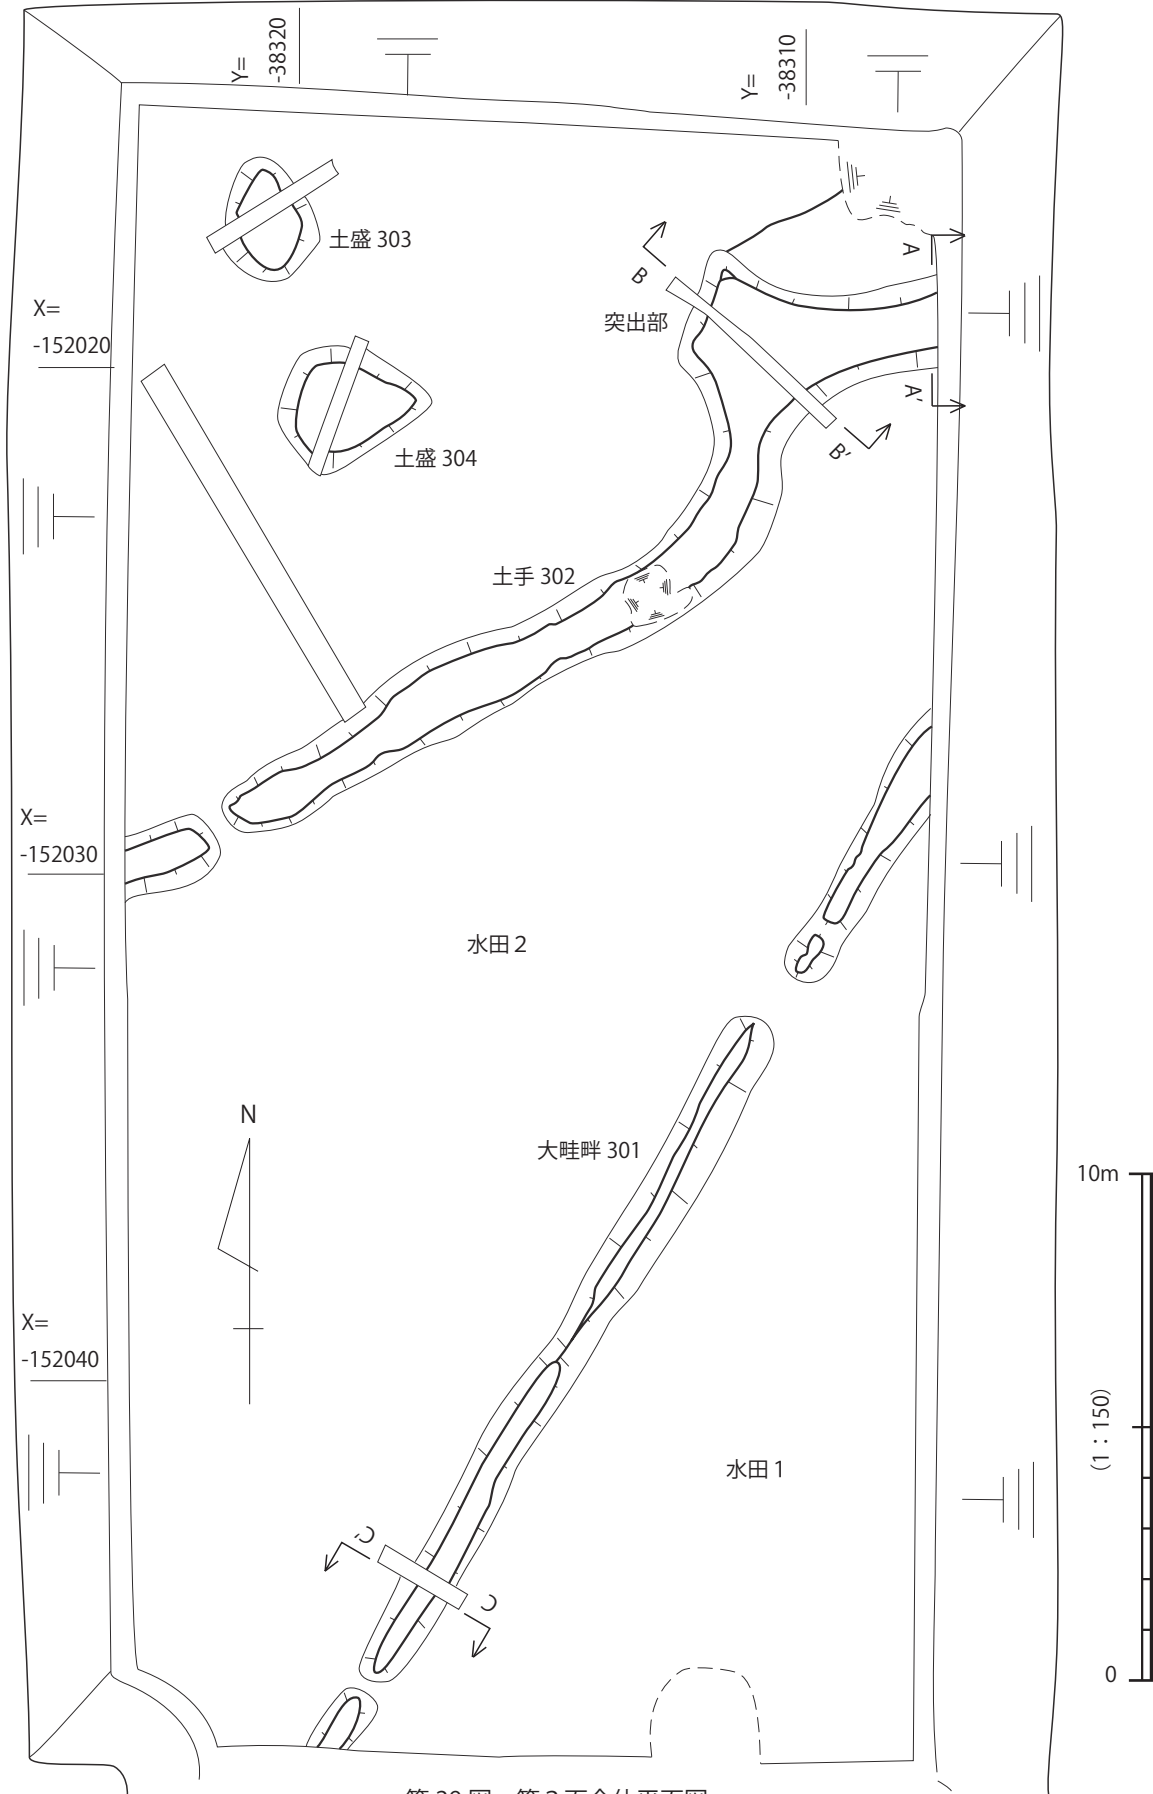 Y=
-38320
Y=
-38310
土盛 303
A
B
X=
-152020
突出部
A′
B′
土盛 304
土手 302
X=
-152030
水田 2
N
大畦畔 301
10m
X=
-152040
(1：150)
水田 1
C′
C
0